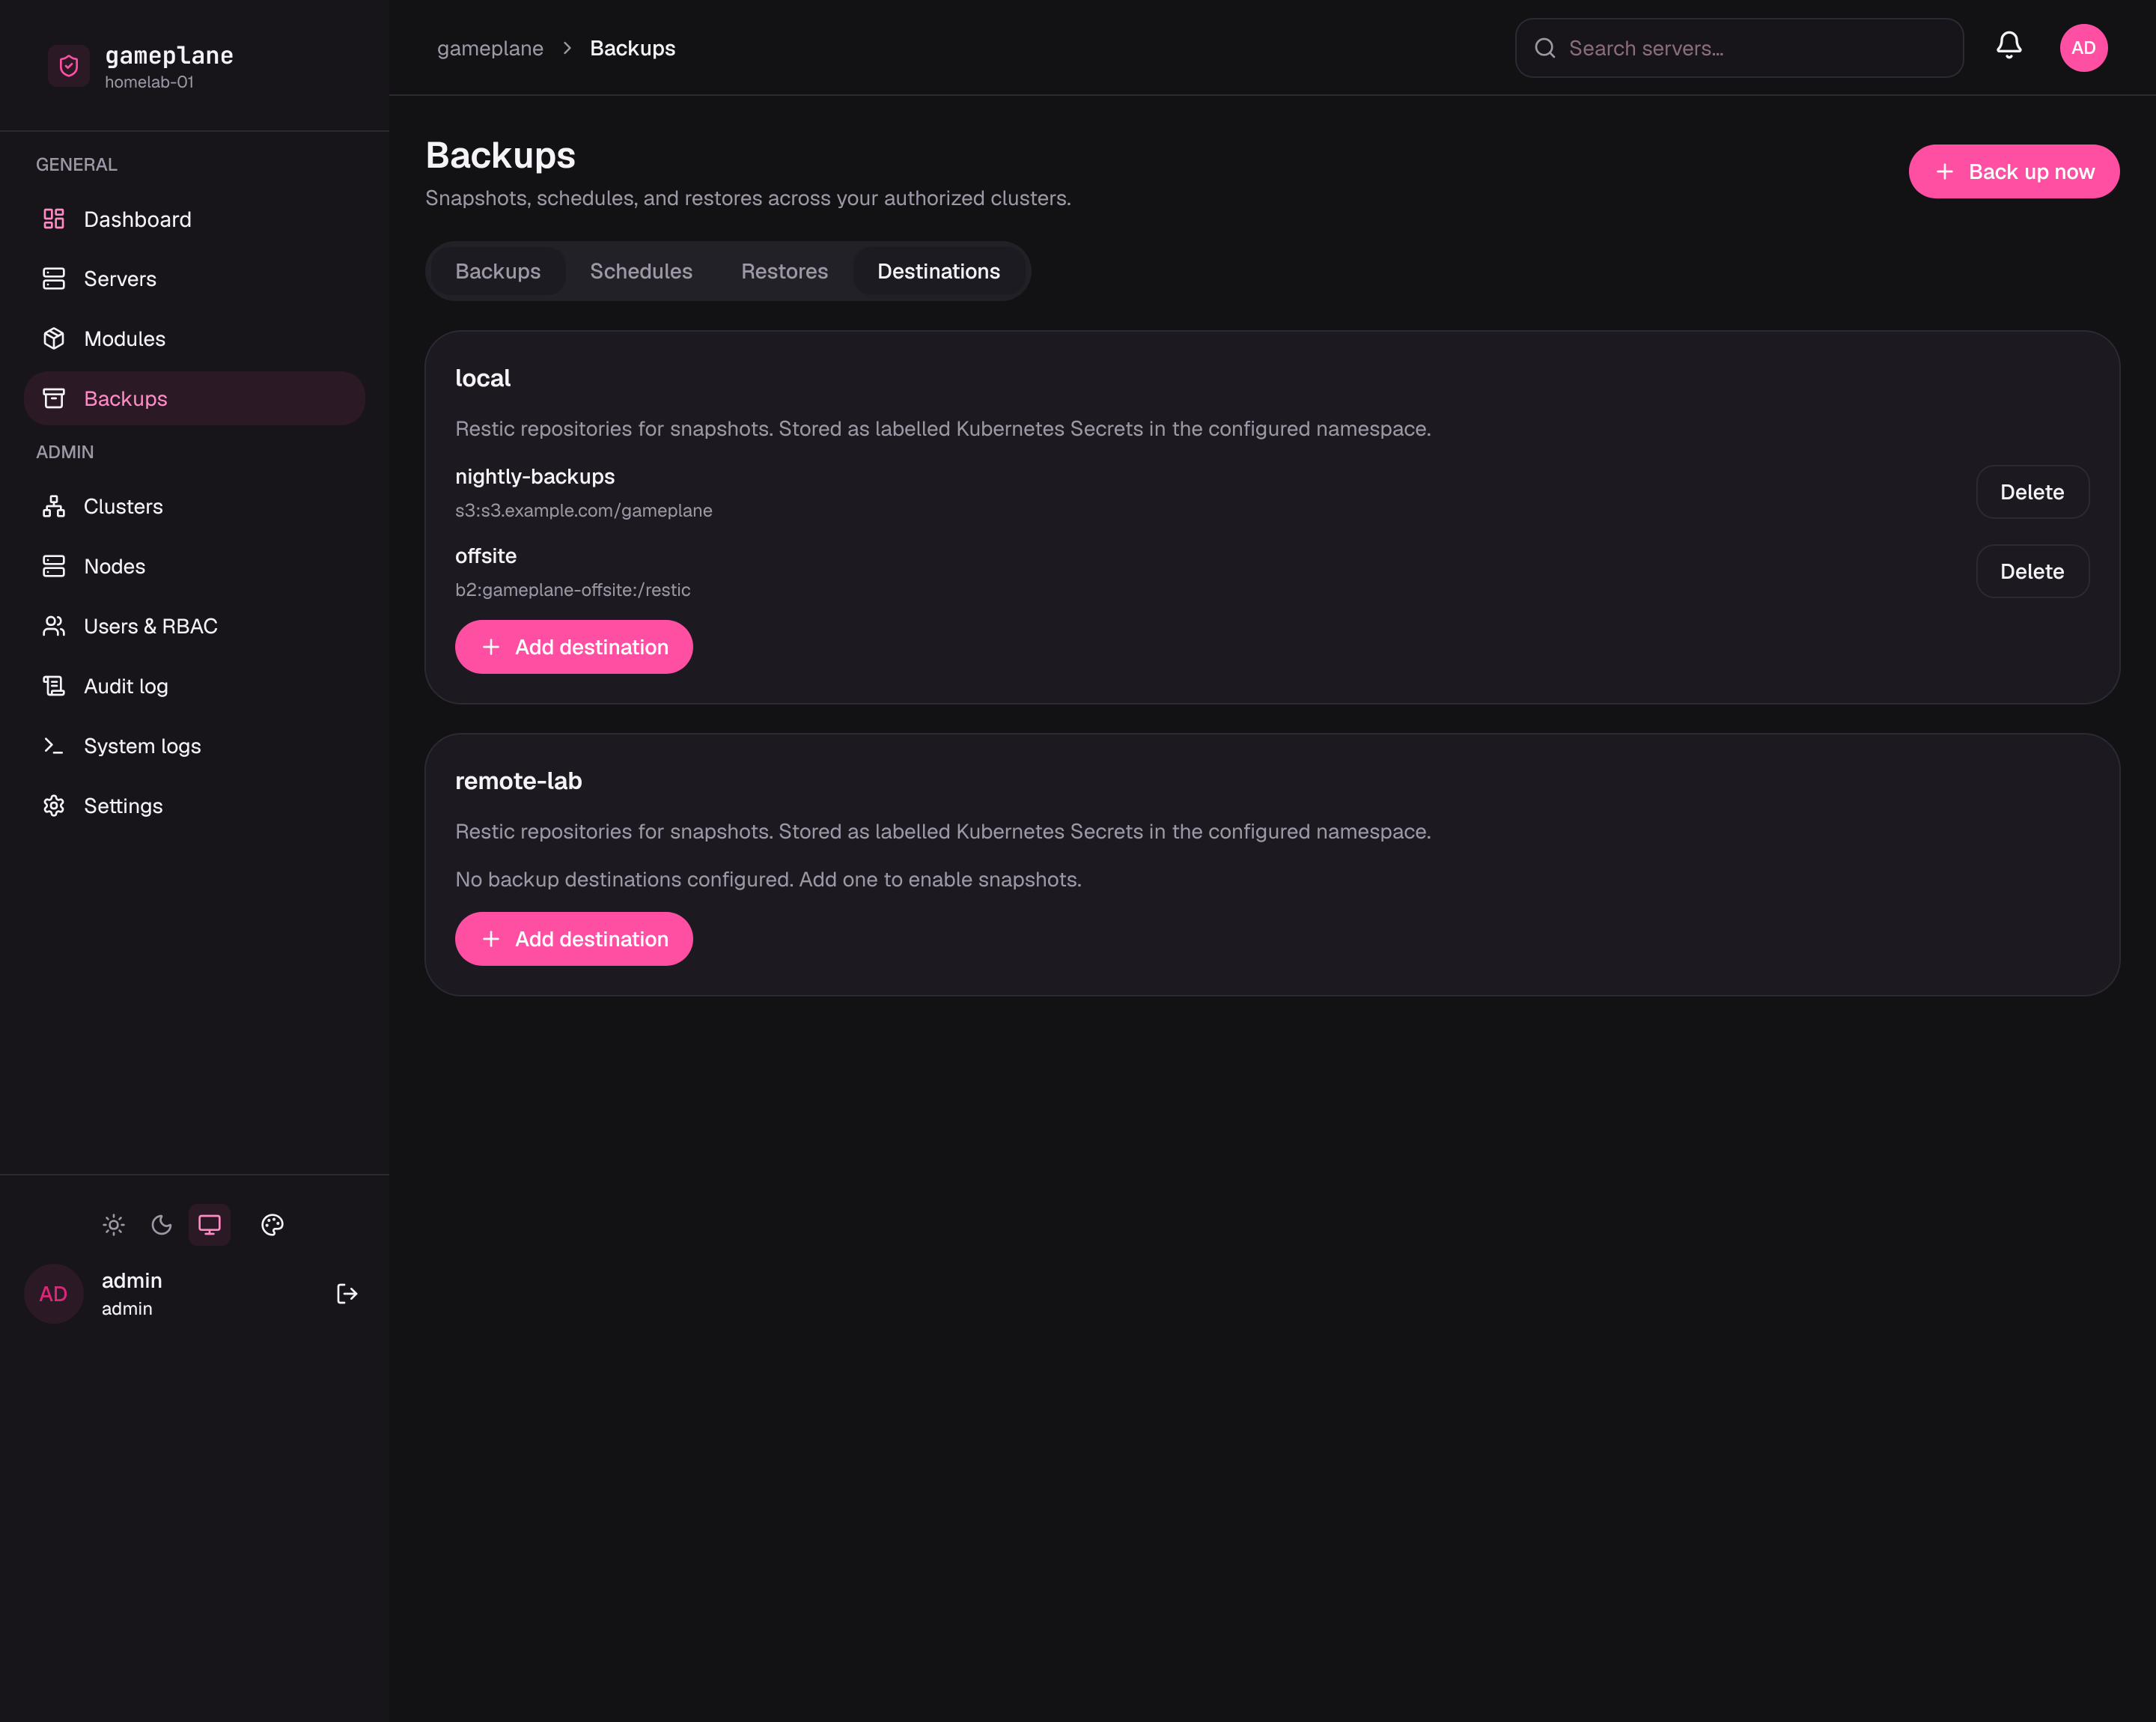 gameplane
homelab-01
GENERAL
Dashboard
Servers
Modules
Backups
ADMIN
Clusters
Nodes
Users & RBAC
Audit log
System logs
Settings
AD
admin
admin
gameplane > Backups
Search servers...
AD
Backups
Snapshots, schedules, and restores across your authorized clusters.
Back up now
Backups Schedules Restores Destinations
local
Restic repositories for snapshots. Stored as labelled Kubernetes Secrets in the configured namespace.
nightly-backups
s3:s3.example.com/gameplane
Delete
offsite
b2:gameplane-offsite:/restic
Delete
Add destination
remote-lab
Restic repositories for snapshots. Stored as labelled Kubernetes Secrets in the configured namespace.
No backup destinations configured. Add one to enable snapshots.
Add destination